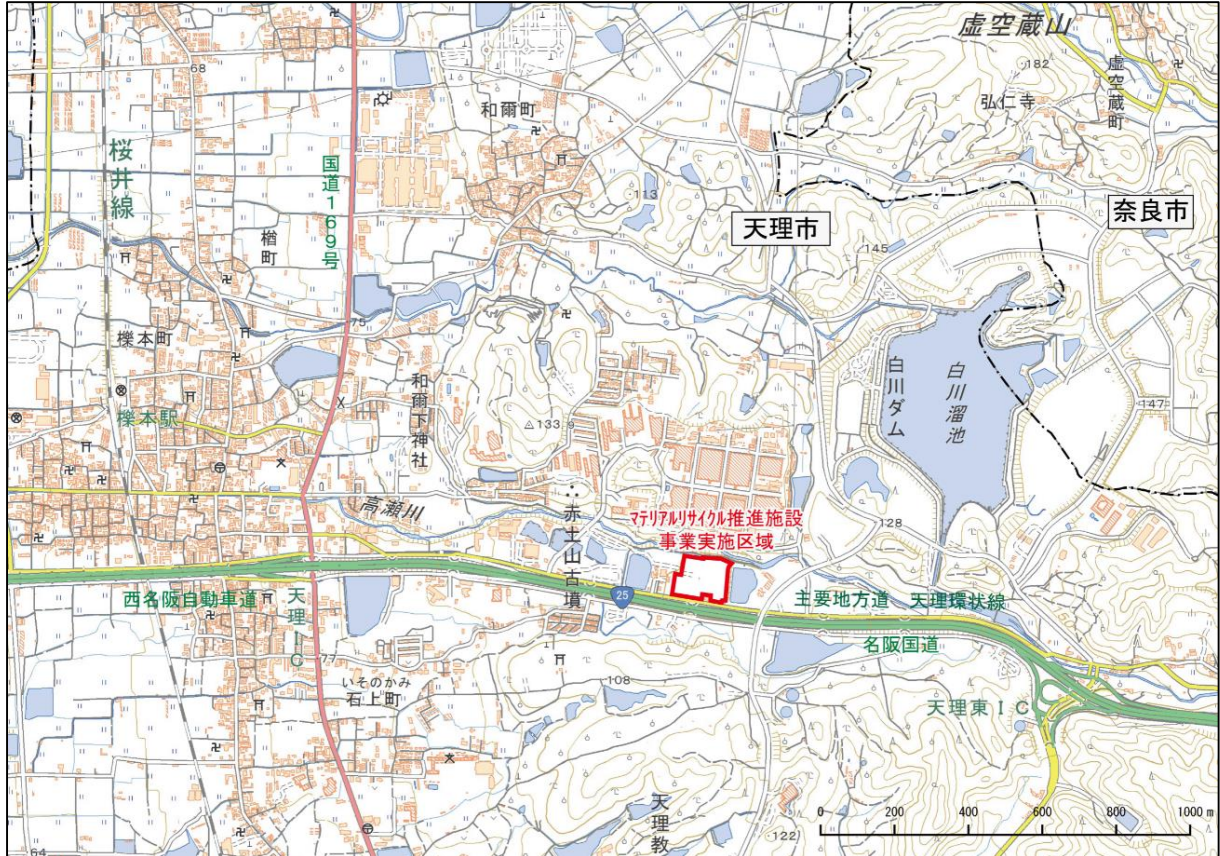 虚空蔵山
68
182
虚空蔵町
弘仁寺
和爾町
桜井線
国道169号
113
天理市
奈良市
楢町
145
75
櫟本町
白川ダム
白川溜池
147
和爾下神社
櫟本駅
133.9
高瀬川
赤土山古墳
マテリアルリサイクル推進施設
事業実施区域
128
25
西名阪自動車道
天理IC
主要地方道 天理環状線
名阪国道
77
いそのかみ
石上町
108
天理東IC
天理教
122
64
0 200 400 600 800 1000 m